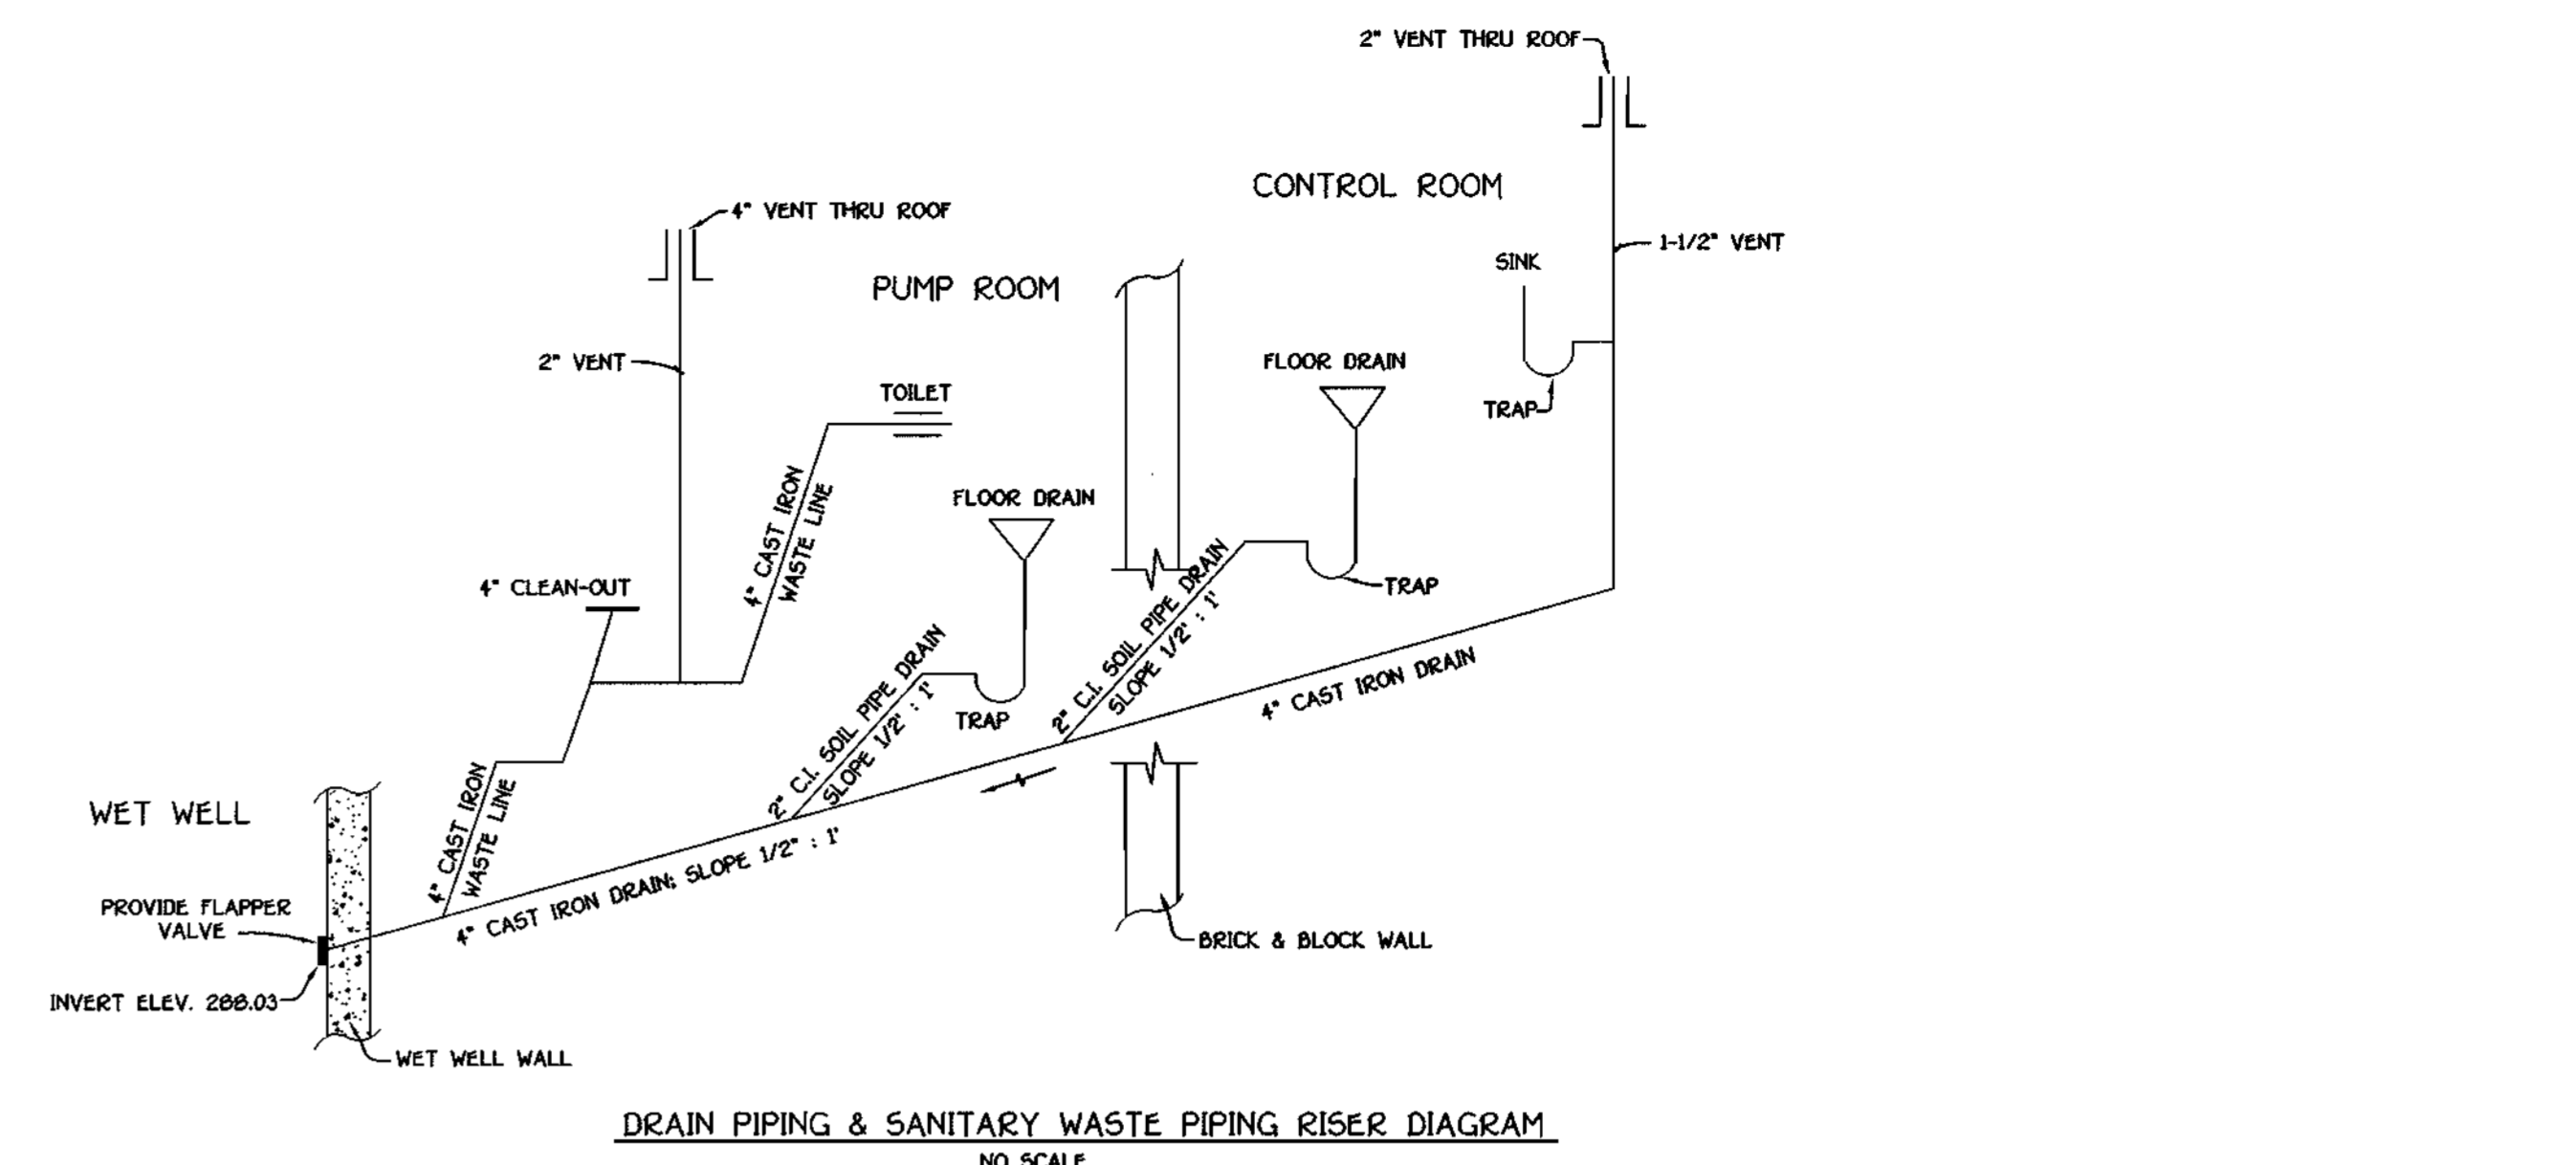 2" VENT THRU ROOF
CONTROL ROOM
4" VENT THRU ROOF
1-1/2" VENT
SINK
PUMP ROOM
2" VENT
FLOOR DRAIN
TOILET
TRAP
4" CAST IRON
WASTE LINE
FLOOR DRAIN
4" CLEAN-OUT
TRAP
2" C.I. SOIL PIPE DRAIN
SLOPE 1/2' : 1'
2" C.I. SOIL PIPE DRAIN
SLOPE 1/2' : 1'
TRAP
4" CAST IRON DRAIN
WET WELL
4" CAST IRON
WASTE LINE
4" CAST IRON DRAIN; SLOPE 1/2" : 1'
PROVIDE FLAPPER
VALVE
BRICK & BLOCK WALL
INVERT ELEV. 288.03
WET WELL WALL
DRAIN PIPING & SANITARY WASTE PIPING RISER DIAGRAM
NO SCALE